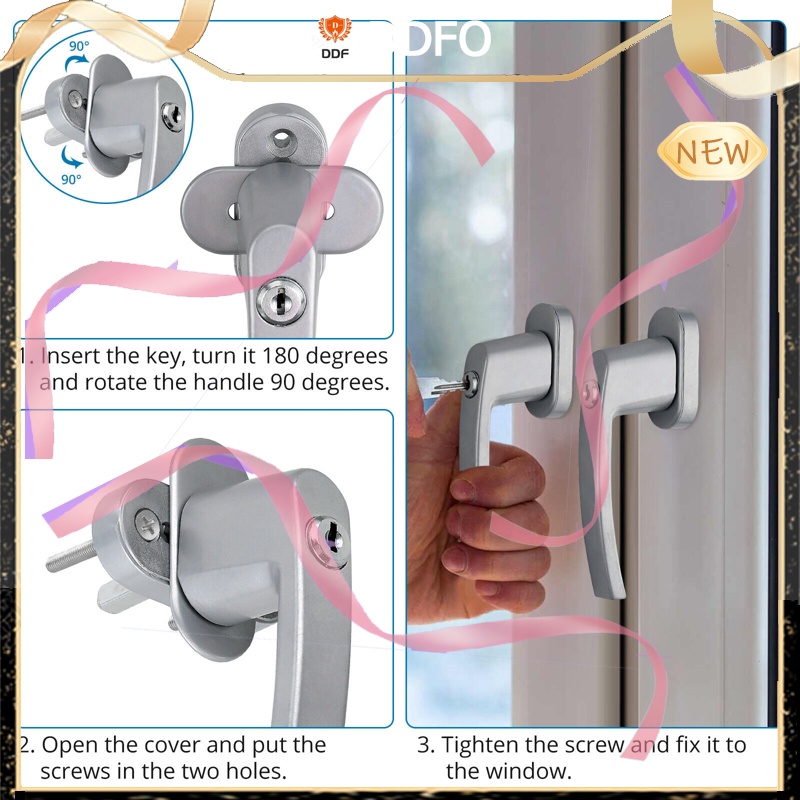 DDF
DFO
NEW
90°
90°
1. Insert the key, turn it 180 degrees
and rotate the handle 90 degrees.
2. Open the cover and put the
screws in the two holes.
3. Tighten the screw and fix it to
the window.